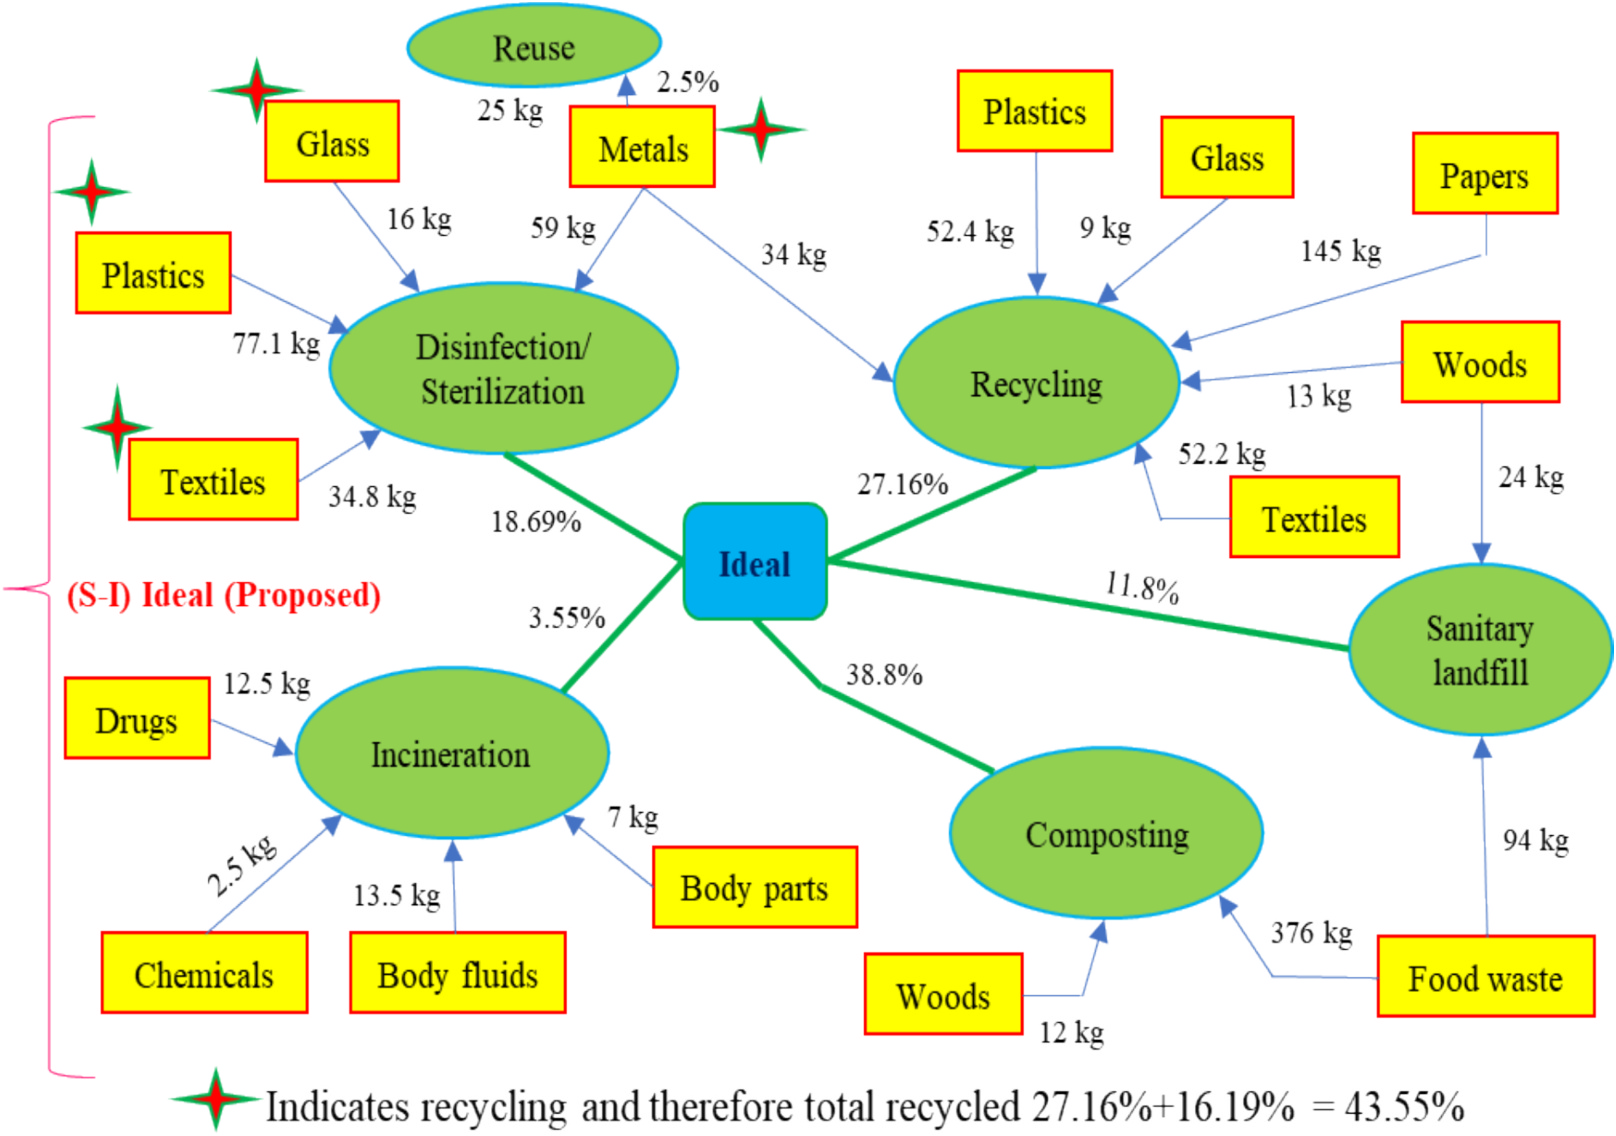 Reuse
2.5%
25 kg
Glass
Metals
Plastics
Glass
Papers
16 kg
59 kg
34 kg
52.4 kg
9 kg
145 kg
Plastics
77.1 kg
Disinfection/
Sterilization
Recycling
Woods
13 kg
Textiles
34.8 kg
18.69%
27.16%
52.2 kg
Textiles
24 kg
Ideal
11.8%
(S-I) Ideal (Proposed)
3.55%
38.8%
Sanitary
landfill
Drugs
12.5 kg
Incineration
7 kg
Composting
94 kg
2.5 kg
13.5 kg
Body parts
376 kg
Chemicals
Body fluids
Woods
12 kg
Food waste
Indicates recycling and therefore total recycled 27.16%+16.19% = 43.55%